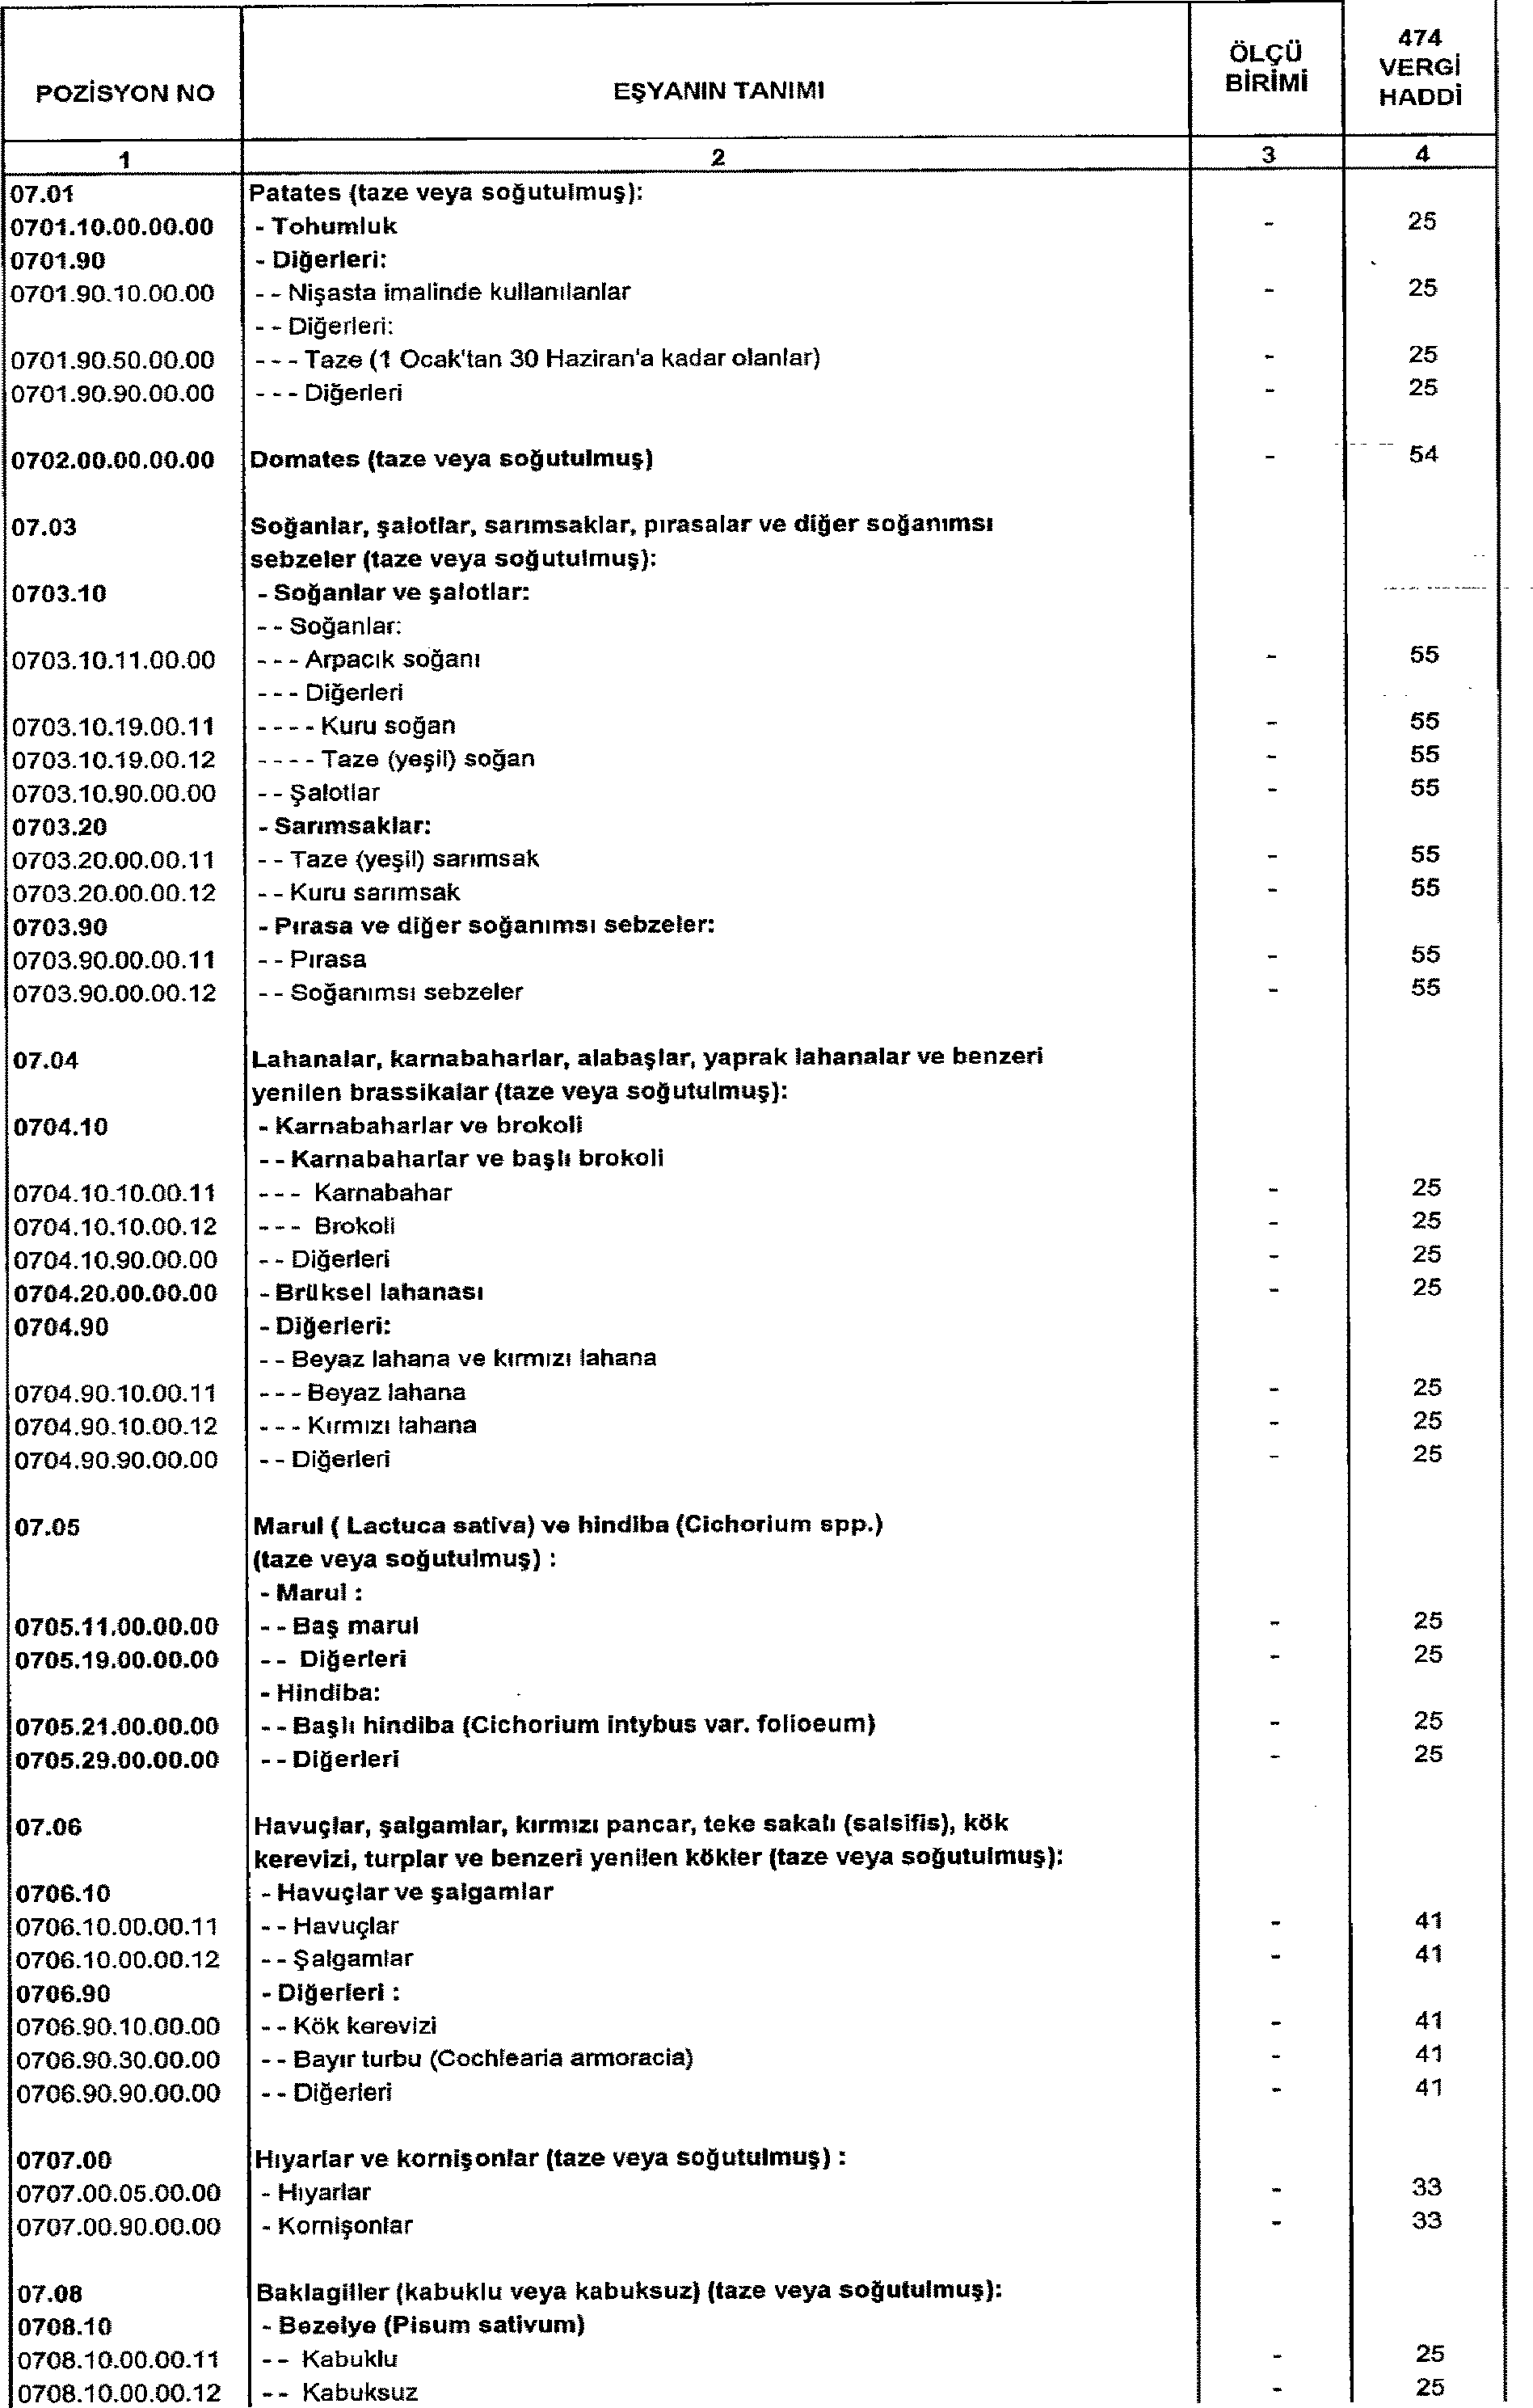 POZİSYON NO EŞYANIN TANIMI ÖLÇÜ BİRİMİ 474 VERGİ HADDİ
1 2 3 4
07.01 Patates (taze veya soğutulmuş):
0701.10.00.00.00 - Tohumluk - 25
0701.90 - Diğerleri:
0701.90.10.00.00 - - Nişasta imalinde kullanılanlar - 25
- - Diğerleri:
0701.90.50.00.00 - - - Taze (1 Ocak'tan 30 Haziran'a kadar olanlar) - 25
0701.90.90.00.00 - - - Diğerleri - 25
0702.00.00.00.00 Domates (taze veya soğutulmuş) - 54
07.03 Soğanlar, şalotlar, sarımsaklar, pırasalar ve diğer soğanımsı
sebzeler (taze veya soğutulmuş):
0703.10 - Soğanlar ve şalotlar:
- - Soğanlar:
0703.10.11.00.00 - - - Arpacık soğanı - 55
- - - Diğerleri
0703.10.19.00.11 - - - - Kuru soğan - 55
0703.10.19.00.12 - - - - Taze (yeşil) soğan - 55
0703.10.90.00.00 - - Şalotlar - 55
0703.20 - Sarımsaklar:
0703.20.00.00.11 - - Taze (yeşil) sarımsak - 55
0703.20.00.00.12 - - Kuru sarımsak - 55
0703.90 - Pırasa ve diğer soğanımsı sebzeler:
0703.90.00.00.11 - - Pırasa - 55
0703.90.00.00.12 - - Soğanımsı sebzeler - 55
07.04 Lahanalar, karnabaharlar, alabaşlar, yaprak lahanalar ve benzeri
yenilen brassikalar (taze veya soğutulmuş):
0704.10 - Karnabaharlar ve brokoli
- - Karnabaharlar ve başlı brokoli
0704.10.10.00.11 - - - Karnabahar - 25
0704.10.10.00.12 - - - Brokoli - 25
0704.10.90.00.00 - - Diğerleri - 25
0704.20.00.00.00 - Brüksel lahanası - 25
0704.90 - Diğerleri:
- - Beyaz lahana ve kırmızı lahana
0704.90.10.00.11 - - - Beyaz lahana - 25
0704.90.10.00.12 - - - Kırmızı lahana - 25
0704.90.90.00.00 - - Diğerleri - 25
07.05 Marul ( Lactuca sativa) ve hindiba (Cichorium spp.)
(taze veya soğutulmuş) :
- Marul :
0705.11.00.00.00 - - Baş marul - 25
0705.19.00.00.00 - - Diğerleri - 25
- Hindiba:
0705.21.00.00.00 - - Başlı hindiba (Cichorium intybus var. folioeum) - 25
0705.29.00.00.00 - - Diğerleri - 25
07.06 Havuçlar, şalgamlar, kırmızı pancar, teke sakalı (salsifis), kök
kerevizi, turplar ve benzeri yenilen kökler (taze veya soğutulmuş):
0706.10 - Havuçlar ve şalgamlar
0706.10.00.00.11 - - Havuçlar - 41
0706.10.00.00.12 - - Şalgamlar - 41
0706.90 - Diğerleri :
0706.90.10.00.00 - - Kök kerevizi - 41
0706.90.30.00.00 - - Bayır turbu (Cochlearia armoracia) - 41
0706.90.90.00.00 - - Diğerleri - 41
0707.00 Hıyarlar ve kornişonlar (taze veya soğutulmuş) :
0707.00.05.00.00 - Hıyarlar - 33
0707.00.90.00.00 - Kornişonlar - 33
07.08 Baklagiller (kabuklu veya kabuksuz) (taze veya soğutulmuş):
0708.10 - Bezelye (Pisum sativum)
0708.10.00.00.11 - - Kabuklu - 25
0708.10.00.00.12 - - Kabuksuz - 25